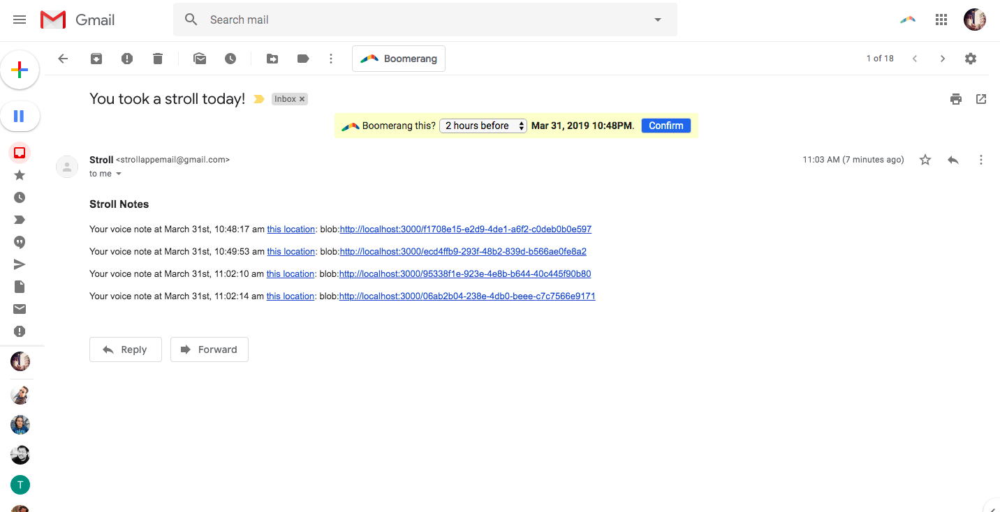 Gmail
Search mail
Boomerang
1 of 18
You took a stroll today!
Inbox ×
Boomerang this? 2 hours before Mar 31, 2019 10:48PM. Confirm
Stroll <strollappemail@gmail.com>
11:03 AM (7 minutes ago)
to me
Stroll Notes
Your voice note at March 31st, 10:48:17 am this location: blob:http://localhost:3000/f1708e15-e2d9-4de1-a6f2-c0deb0b0e597
Your voice note at March 31st, 10:49:53 am this location: blob:http://localhost:3000/ecd4ffb9-293f-48b2-839d-b566ae0fe8a2
Your voice note at March 31st, 11:02:10 am this location: blob:http://localhost:3000/95338f1e-923e-4e8b-b644-40c445f90b80
Your voice note at March 31st, 11:02:14 am this location: blob:http://localhost:3000/06ab2b04-238e-4db0-beee-c7c7566e9171
Reply
Forward
T